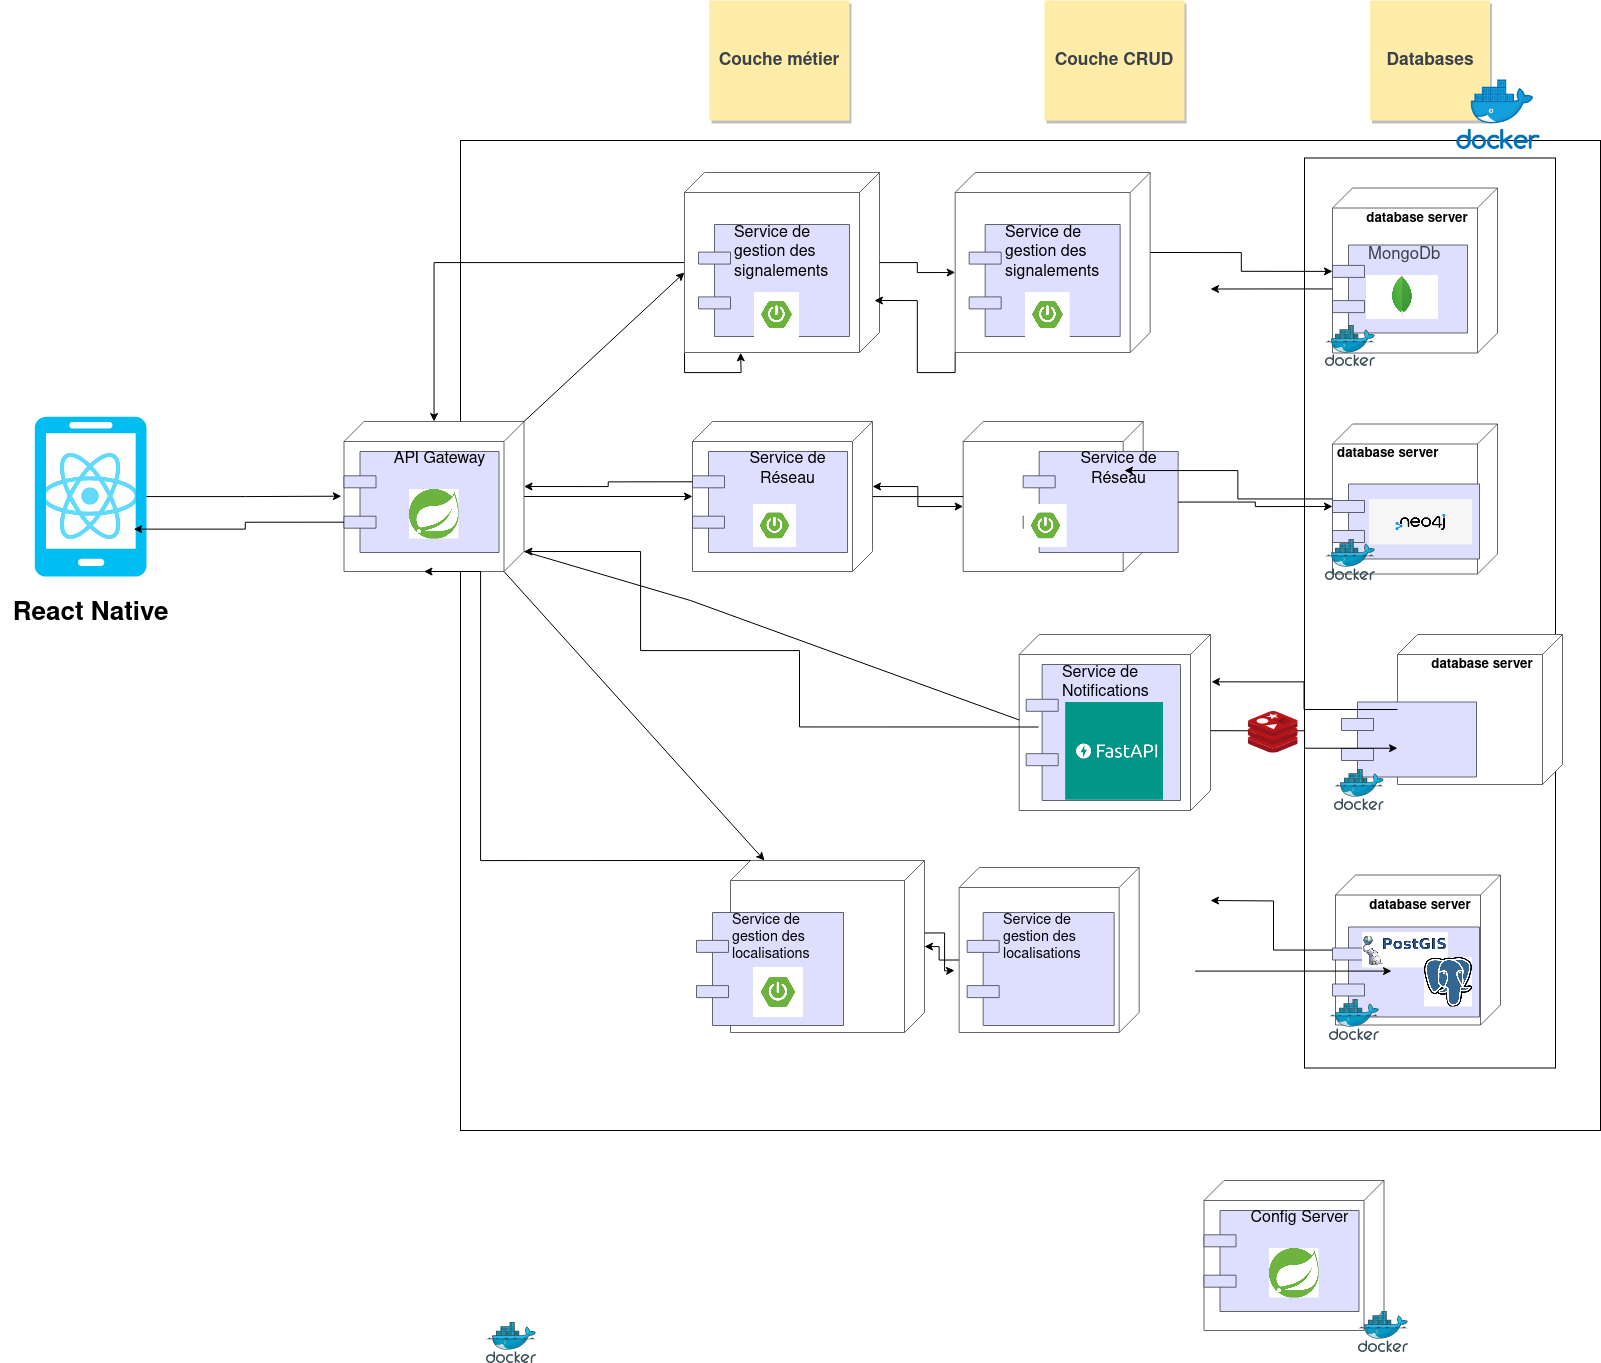 Couche métier
Couche CRUD
Databases
docker
Service de
gestion des
signalements
Service de
gestion des
signalements
database server
MongoDb
docker
API Gateway
Service de
Réseau
Service de
Réseau
database server
neo4j
docker
React Native
Service de
Notifications
FastAPI
database server
docker
Service de
gestion des
localisations
Service de
gestion des
localisations
database server
PostGIS
docker
Config Server
docker
docker